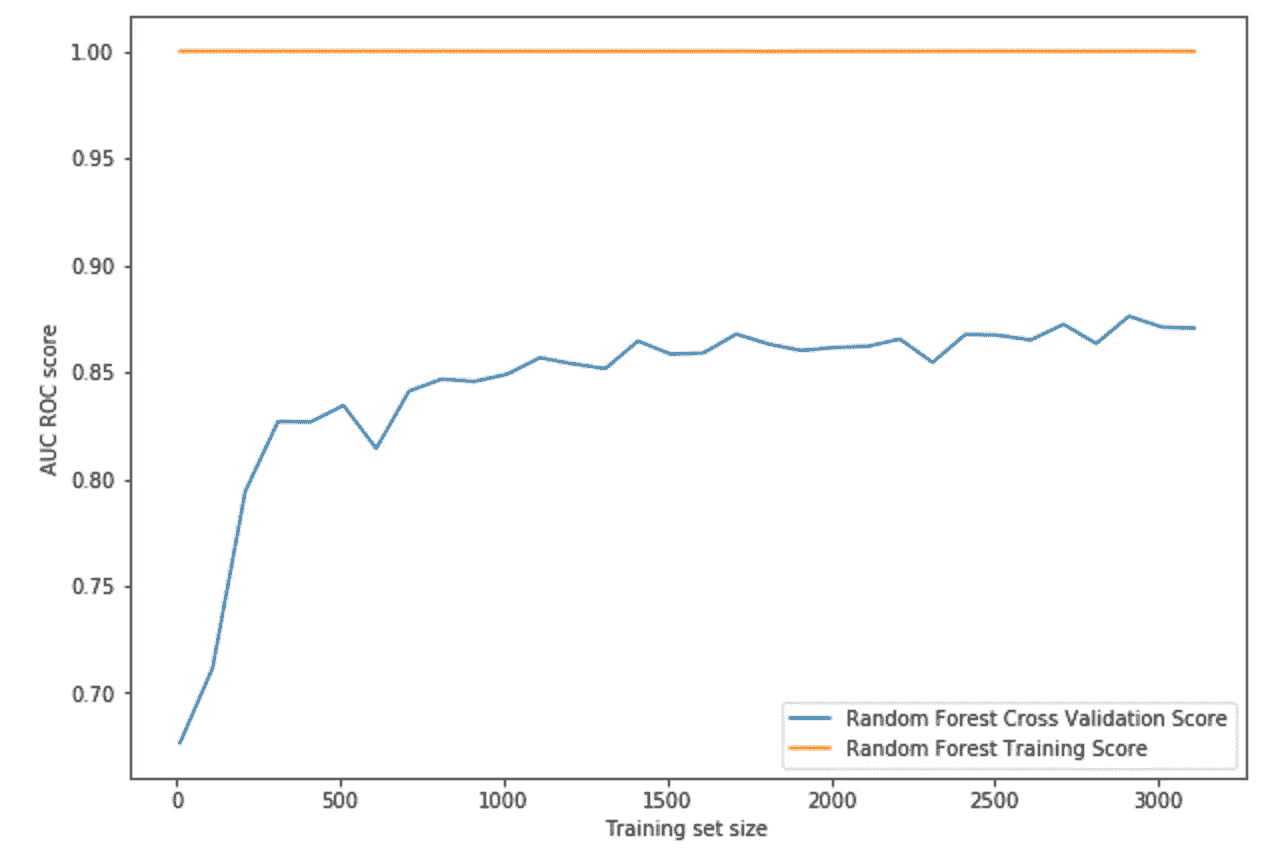 1.00
0.95
0.90
0.85
0.80
0.75
0.70
AUC ROC score
Random Forest Cross Validation Score
Random Forest Training Score
0 500 1000 1500 2000 2500 3000
Training set size